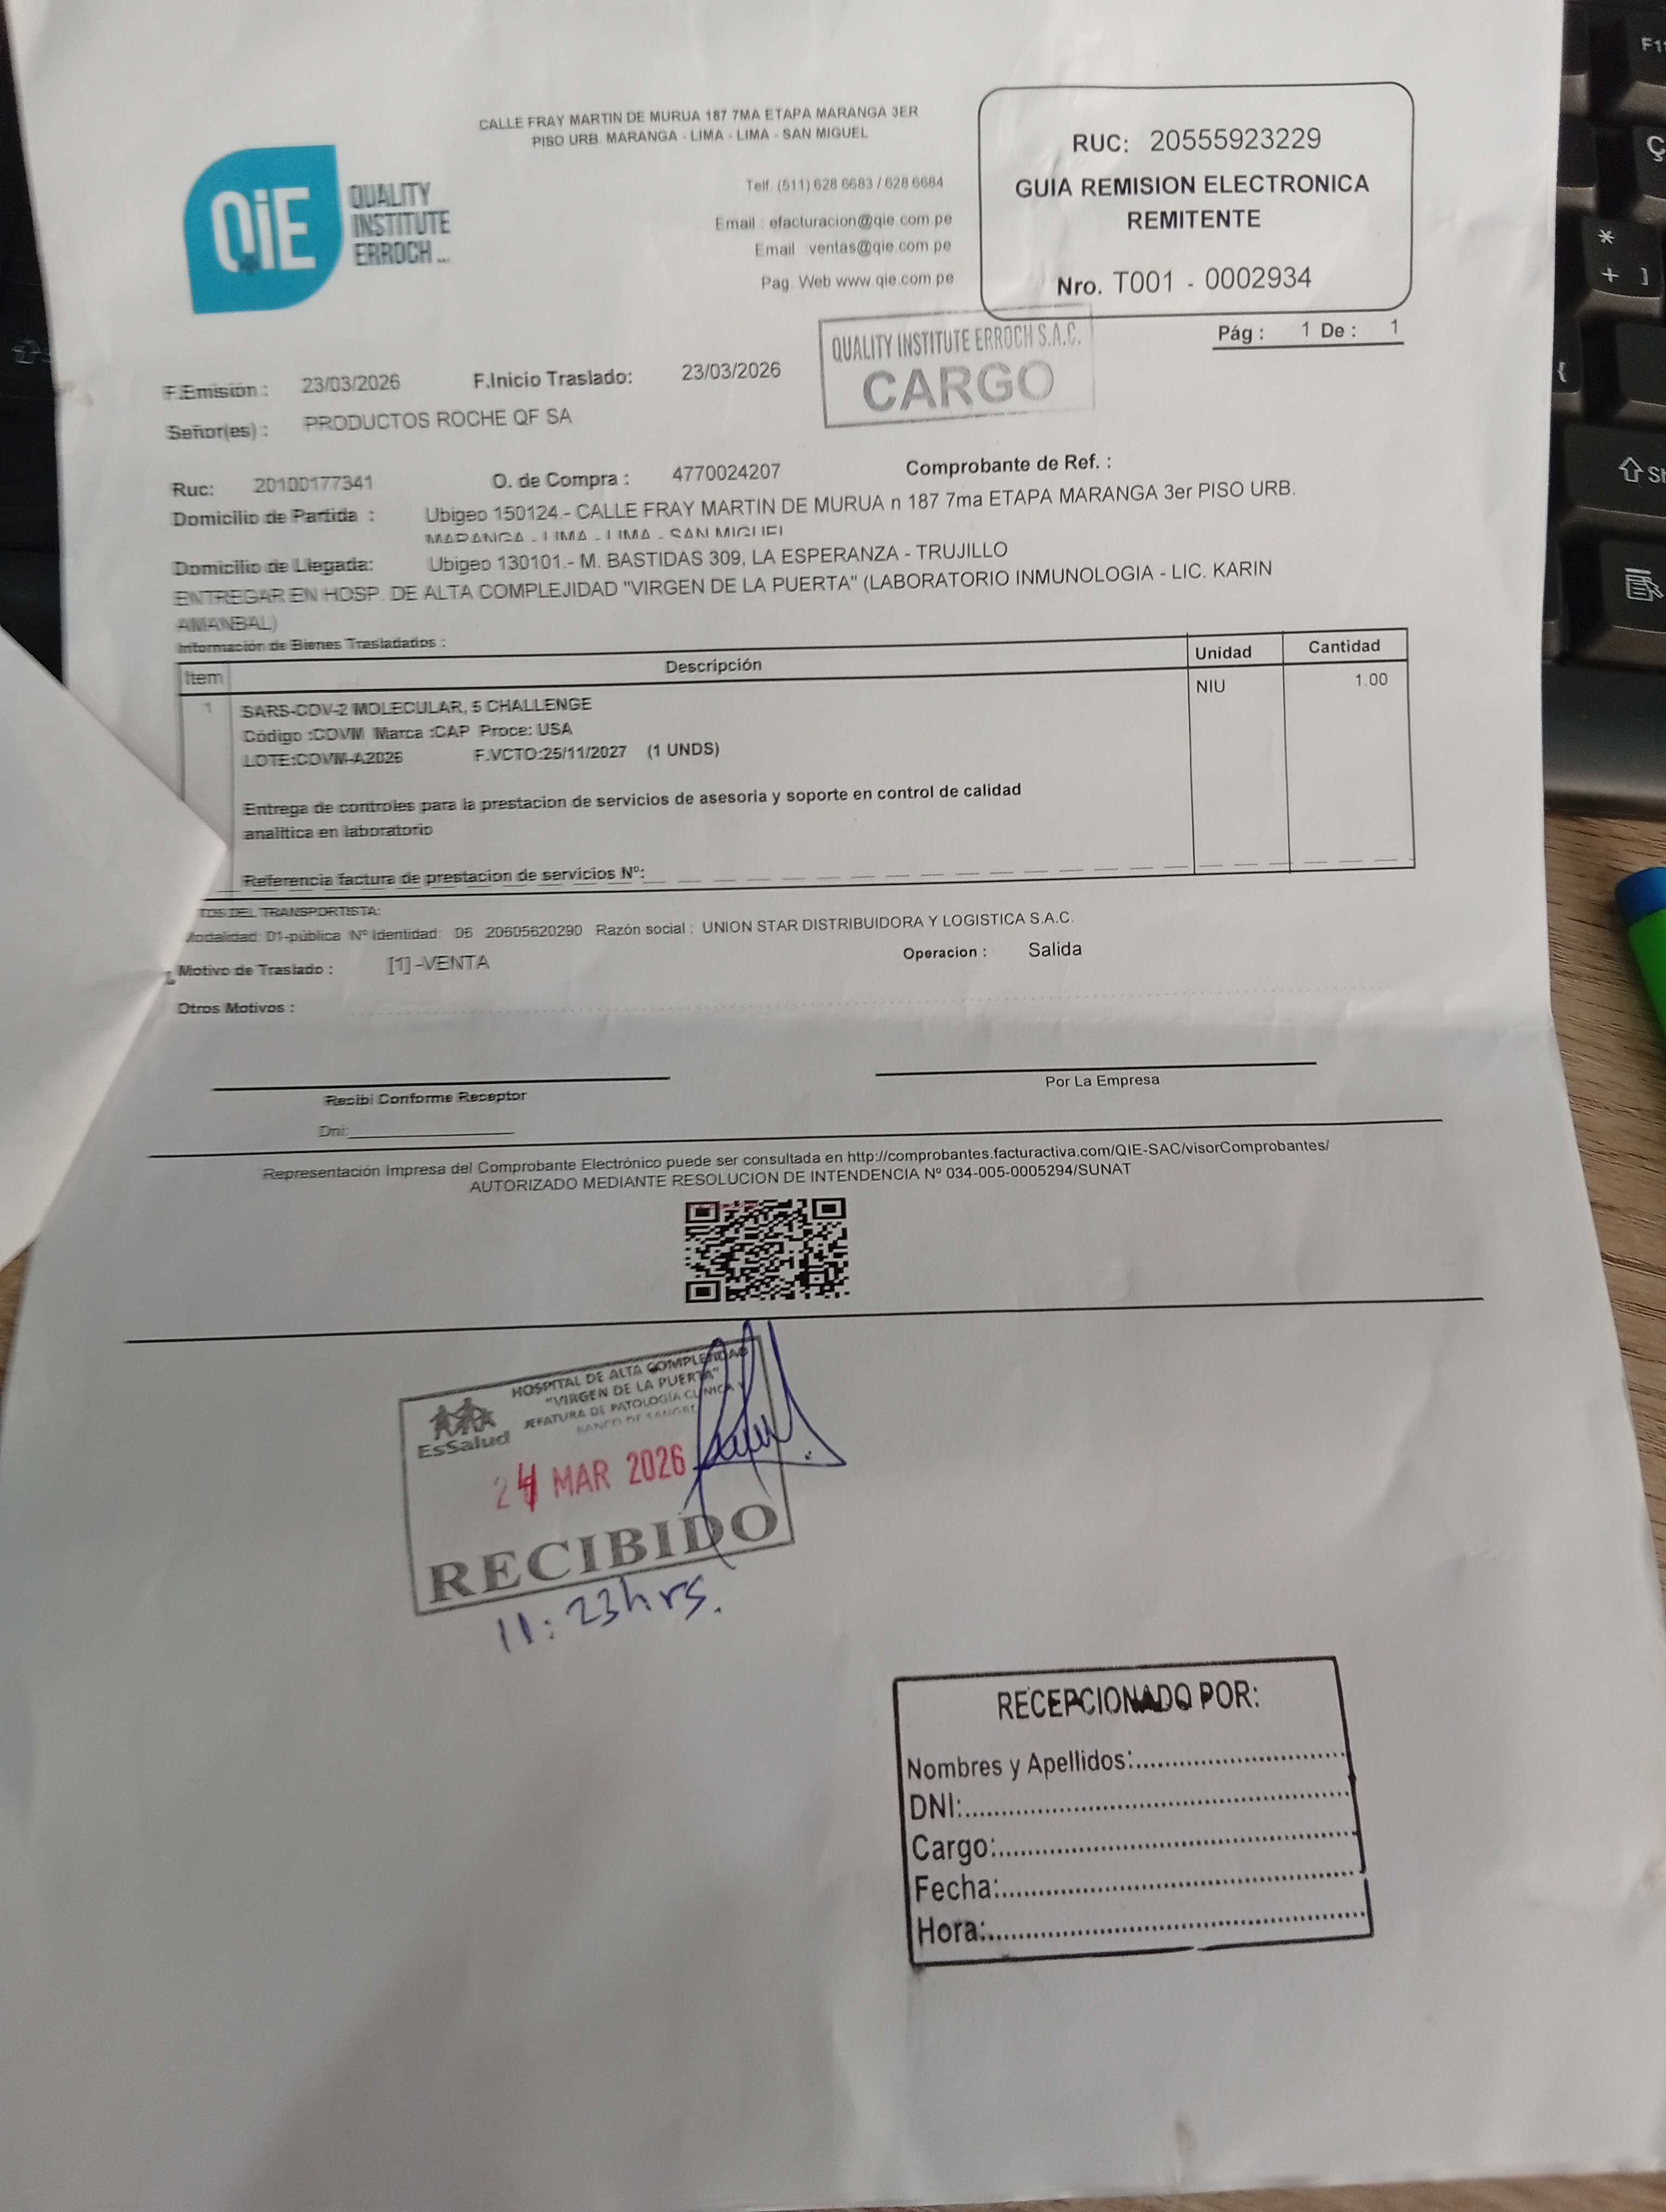 CALLE FRAY MARTIN DE MURUA 187 7MA ETAPA MARANGA 3ER
PISO URB. MARANGA - LIMA - LIMA - SAN MIGUEL
QiE QUALITY
INSTITUTE
ERROCH ...
Telf. (511) 628 6683 / 628 6684
Email : efacturacion@qie.com.pe
Email :ventas@qie.com.pe
Pag. Web www.qie.com.pe
RUC: 20555923229
GUIA REMISION ELECTRONICA
REMITENTE
Nro. T001 - 0002934
Pág : 1 De : 1
QUALITY INSTITUTE ERROCH S.A.C.
CARGO
F.Emisión : 23/03/2026 F.Inicio Traslado: 23/03/2026
Señor(es) : PRODUCTOS ROCHE QF SA
Ruc: 20100177341 O. de Compra : 4770024207 Comprobante de Ref. :
Domicilio de Partida : Ubigeo 150124.- CALLE FRAY MARTIN DE MURUA n 187 7ma ETAPA MARANGA 3er PISO URB.
MARANGA - LIMA - LIMA - SAN MIGUEL
Domicilio de Llegada: Ubigeo 130101.- M. BASTIDAS 309, LA ESPERANZA - TRUJILLO
ENTREGAR EN HOSP. DE ALTA COMPLEJIDAD "VIRGEN DE LA PUERTA" (LABORATORIO INMUNOLOGIA - LIC. KARIN
AMANBAL)
Información de Bienes Trasladados :
Item Descripción Unidad Cantidad
1 SARS-COV-2 MOLECULAR, 5 CHALLENGE NIU 1.00
Código :COVM Marca :CAP Proce: USA
LOTE:COVM-A2026 F.VCTO:25/11/2027 (1 UNDS)
Entrega de controles para la prestacion de servicios de asesoria y soporte en control de calidad
analitica en laboratorio
Referencia factura de prestacion de servicios Nº:
TOS DEL TRANSPORTISTA:
Modalidad: 01-pública Nº Identidad: 06 20605620290 Razón social : UNION STAR DISTRIBUIDORA Y LOGISTICA S.A.C.
Motivo de Traslado : [1]-VENTA Operacion : Salida
Otros Motivos :
Recibi Conforme Receptor
Por La Empresa
Dni:
Representación Impresa del Comprobante Electrónico puede ser consultada en http://comprobantes.facturactiva.com/QIE-SAC/visorComprobantes/
AUTORIZADO MEDIANTE RESOLUCION DE INTENDENCIA Nº 034-005-0005294/SUNAT
HOSPITAL DE ALTA COMPLEJIDAD
"VIRGEN DE LA PUERTA"
JEFATURA DE PATOLOGÍA CLÍNICA Y
BANCO DE SANGRE
EsSalud
24 MAR 2026
RECIBIDO
11:23hrs.
RECEPCIONADO POR:
Nombres y Apellidos:
DNI:
Cargo:
Fecha:
Hora: